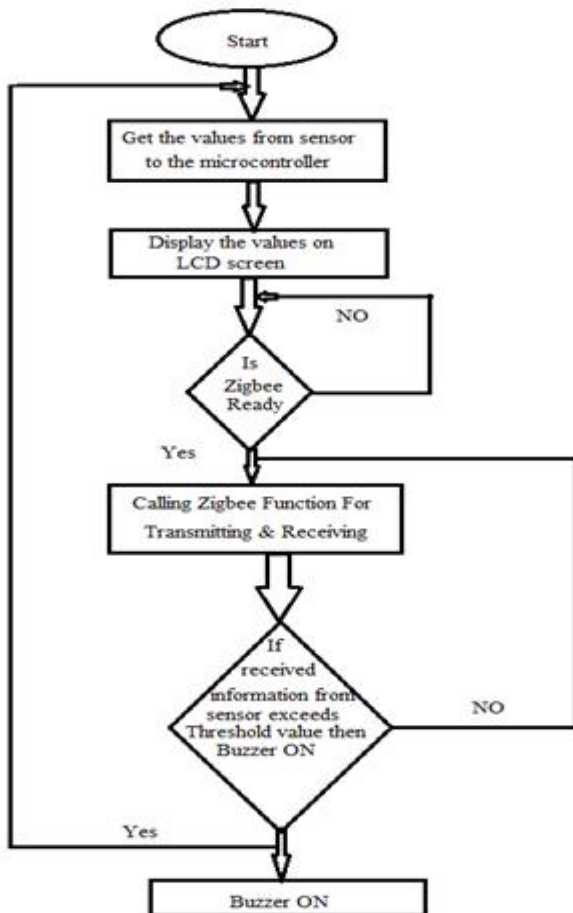 Start
Get the values from sensor
to the microcontroller
Display the values on
LCD screen
NO
Is
Zigbee
Ready
Yes
Calling Zigbee Function For
Transmitting & Receiving
If
received
information from
sensor exceeds
Threshold value then
Buzzer ON
NO
Yes
Buzzer ON